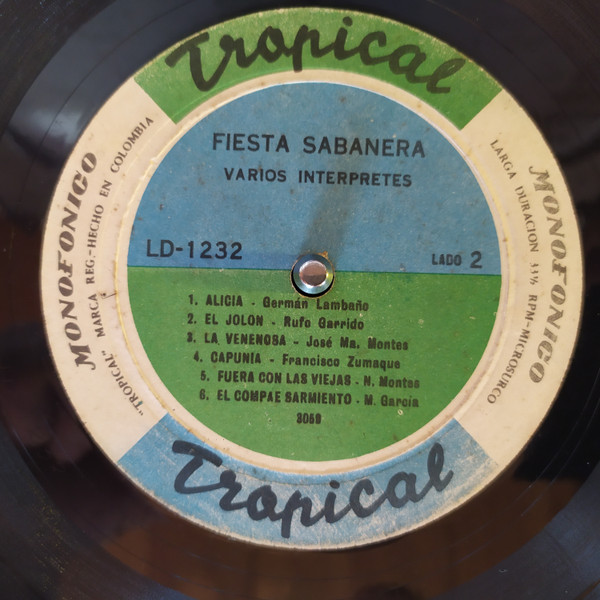 Tropical
FIESTA SABANERA
VARIOS INTERPRETES
LD-1232
LADO 2
1. ALICIA - Germán Lambaño
2. EL JOLON - Rufo Garrido
3. LA VENENOSA - José Ma. Montes
4. CAPUNIA - Francisco Zumaque
5. FUERA CON LAS VIEJAS - N. Montes
6. EL COMPAE SARMIENTO - M. García
3059
Tropical
MONOFONICO
"TROPICAL" MARCA REG.-HECHO EN COLOMBIA
MONOFONICO
LARGA DURACION 33⅓ RPM-MICROSURCO